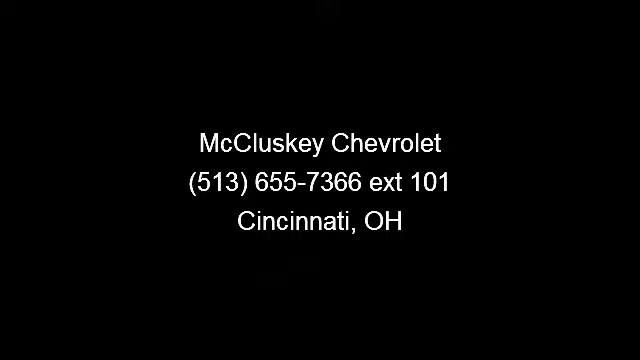 McCluskey Chevrolet
(513) 655-7366 ext 101
Cincinnati, OH